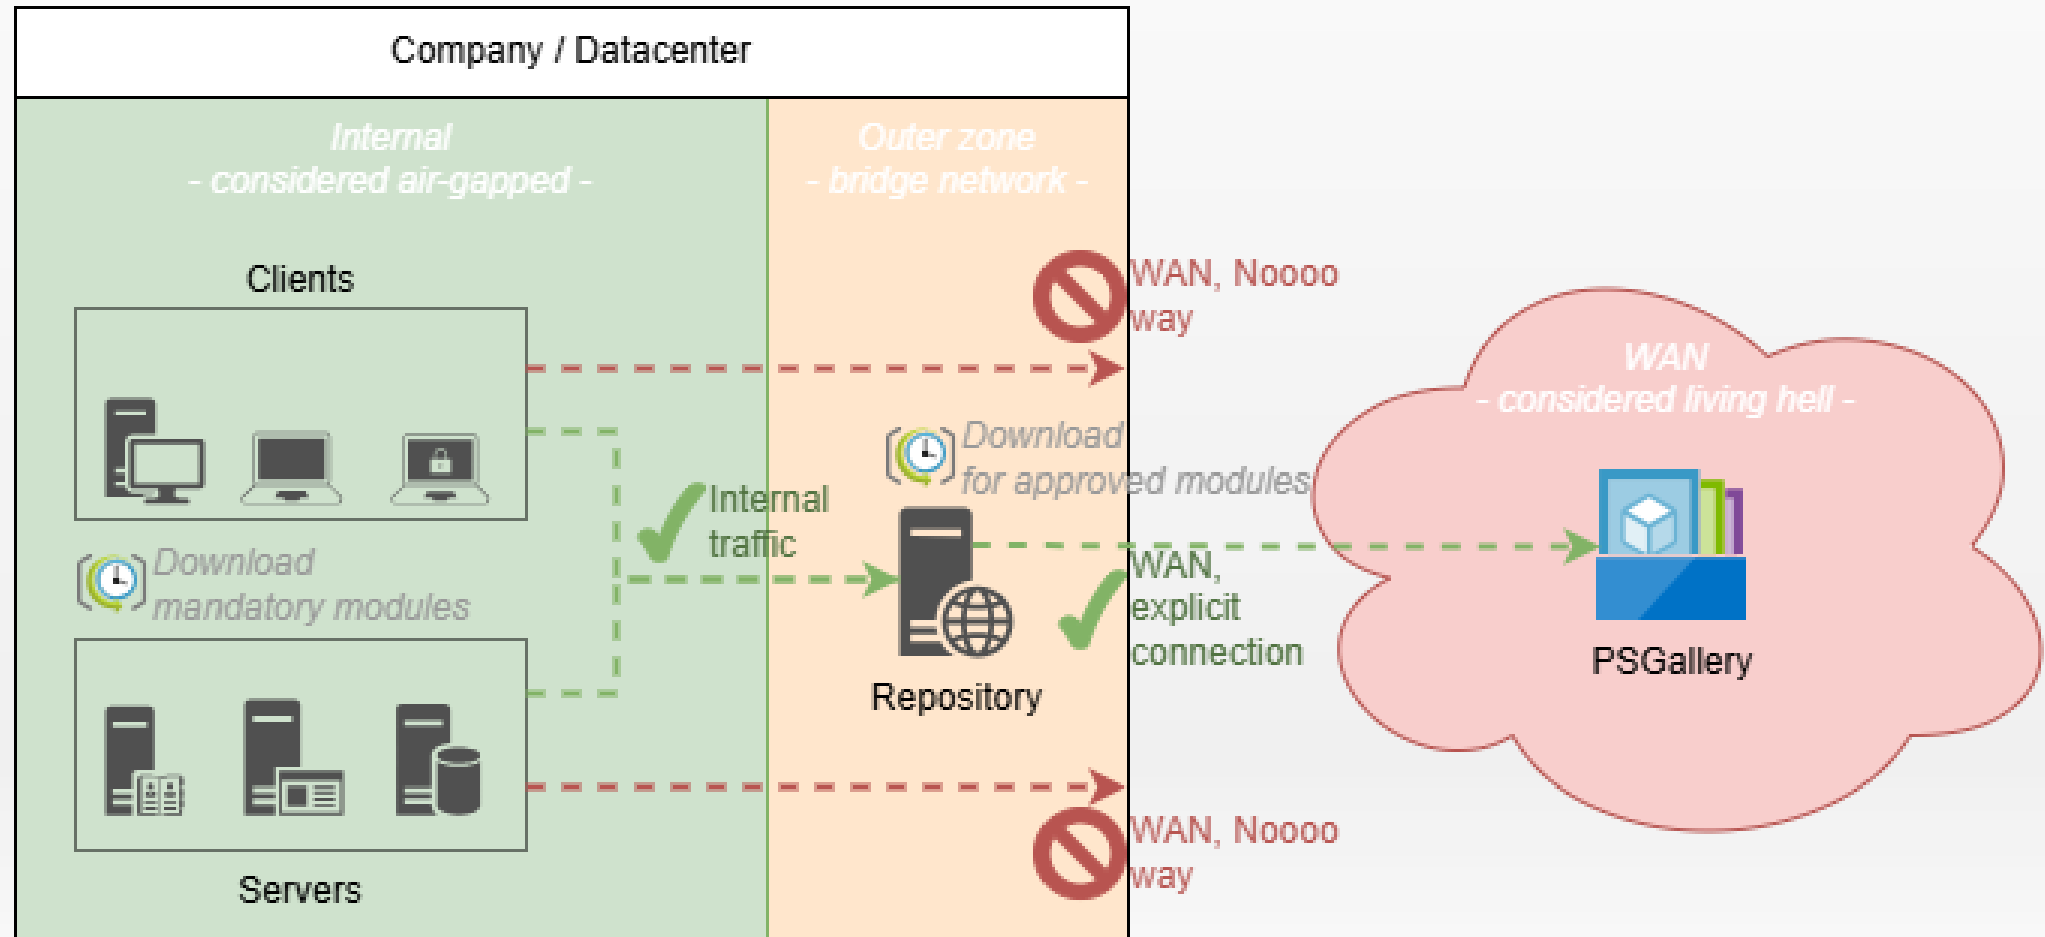 Company / Datacenter
Internal
- considered air-gapped -
Outer zone
- bridge network -
Clients
WAN, Noooo
way
WAN
- considered living hell -
Download
for approved modules
Internal
traffic
Download
mandatory modules
WAN,
explicit
connection
PSGallery
Repository
WAN, Noooo
way
Servers